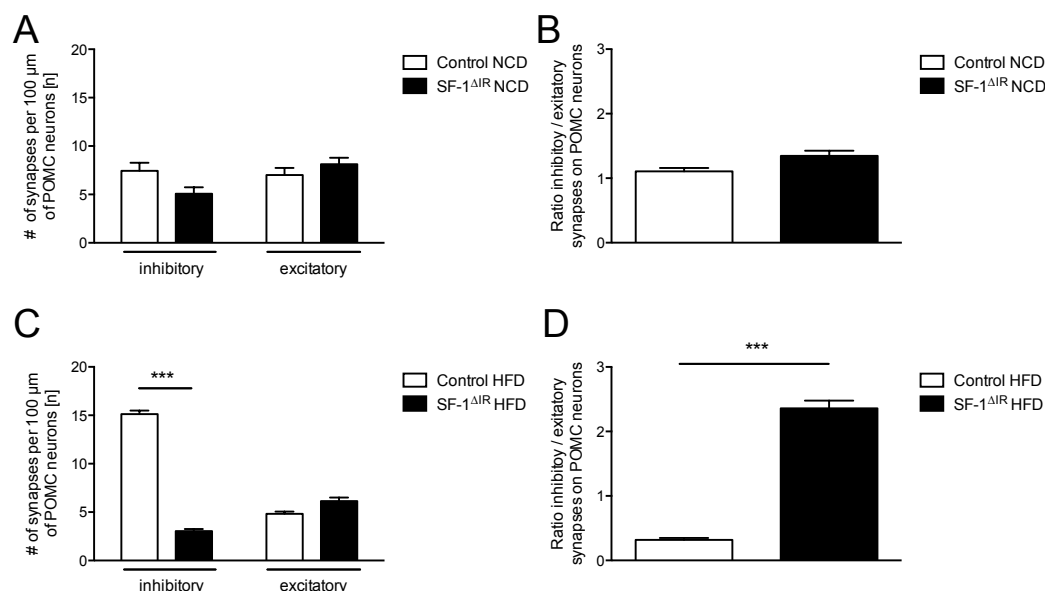 A
# of synapses per 100 µm
of POMC neurons [n]
20
15
10
5
0
inhibitory
excitatory
Control NCD
SF-1ΔIR NCD
B
Ratio inhibitoy / exitatory
synapses on POMC neurons
3
2
1
0
Control NCD
SF-1ΔIR NCD
C
# of synapses per 100 µm
of POMC neurons [n]
20
15
10
5
0
***
inhibitory
excitatory
Control HFD
SF-1ΔIR HFD
D
Ratio inhibitoy / exitatory
synapses on POMC neurons
3
2
1
0
***
Control HFD
SF-1ΔIR HFD